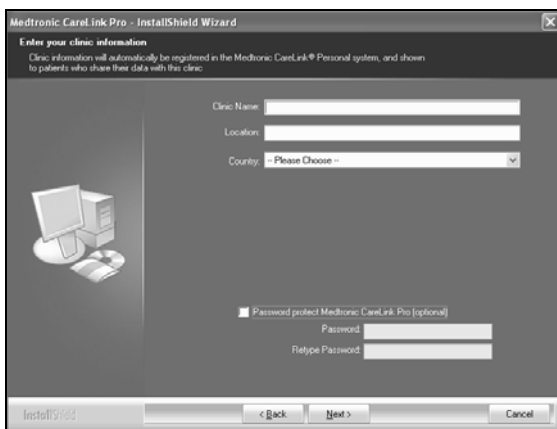 Medtronic CareLink Pro - InstallShield Wizard
Enter your clinic information
Clinic information will automatically be registered in the Medtronic CareLink® Personal system, and shown
to patients who share their data with this clinic
Clinic Name:
Location:
Country: -- Please Choose --
Password protect Medtronic CareLink Pro (optional)
Password:
Retype Password:
InstallShield
< Back Next > Cancel